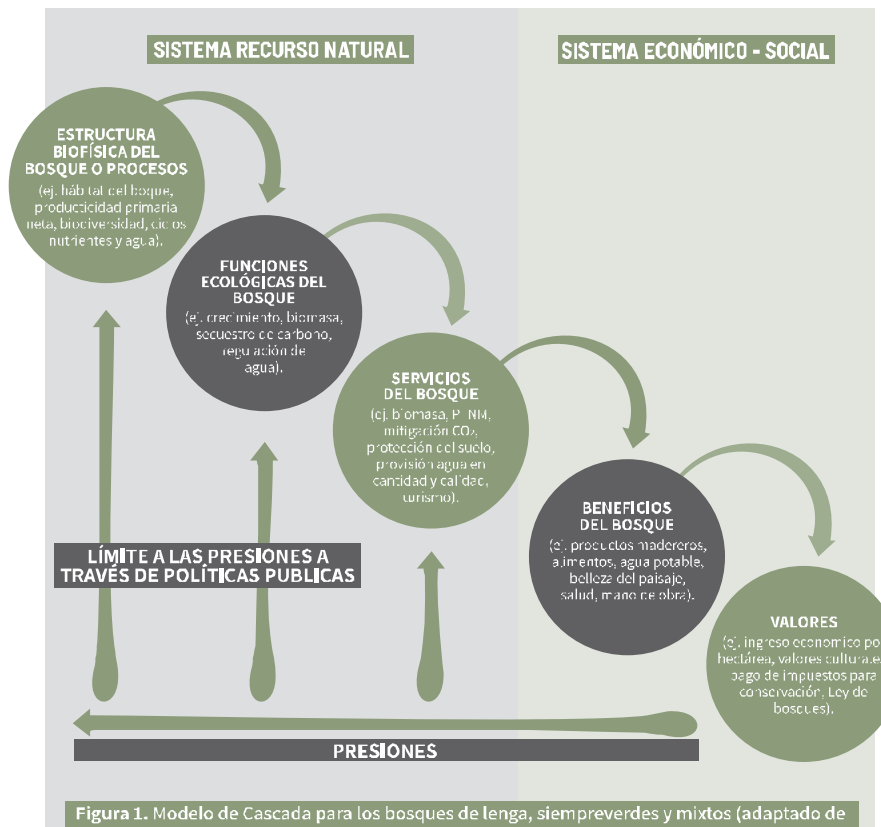 SISTEMA RECURSO NATURAL
SISTEMA ECONÓMICO - SOCIAL
ESTRUCTURA
BIOFÍSICA DEL
BOSQUE O PROCESOS
(ej. hábitat del boque,
producticidad primaria
neta, biodiversidad, ciclos
nutrientes y agua).
FUNCIONES
ECOLÓGICAS DEL
BOSQUE
(ej. crecimiento, biomasa,
secuestro de carbono,
regulación de
agua).
SERVICIOS
DEL BOSQUE
(ej. biomasa,
mitigación CO₂,
protección del suelo,
provisión agua en
cantidad y calidad,
turismo).
BENEFICIOS
DEL BOSQUE
(ej. productos madereros,
alimentos, agua potable,
belleza del paisaje,
salud, mano de obra).
VALORES
(ej. ingreso economico po
hectárea, valores culturale
pago de impuestos para
conservación, Ley de
bosques).
LÍMITE A LAS PRESIONES A
TRAVÉS DE POLÍTICAS PUBLICAS
PRESIONES
Figura 1. Modelo de Cascada para los bosques de lenga, siempreverdes y mixtos (adaptado de